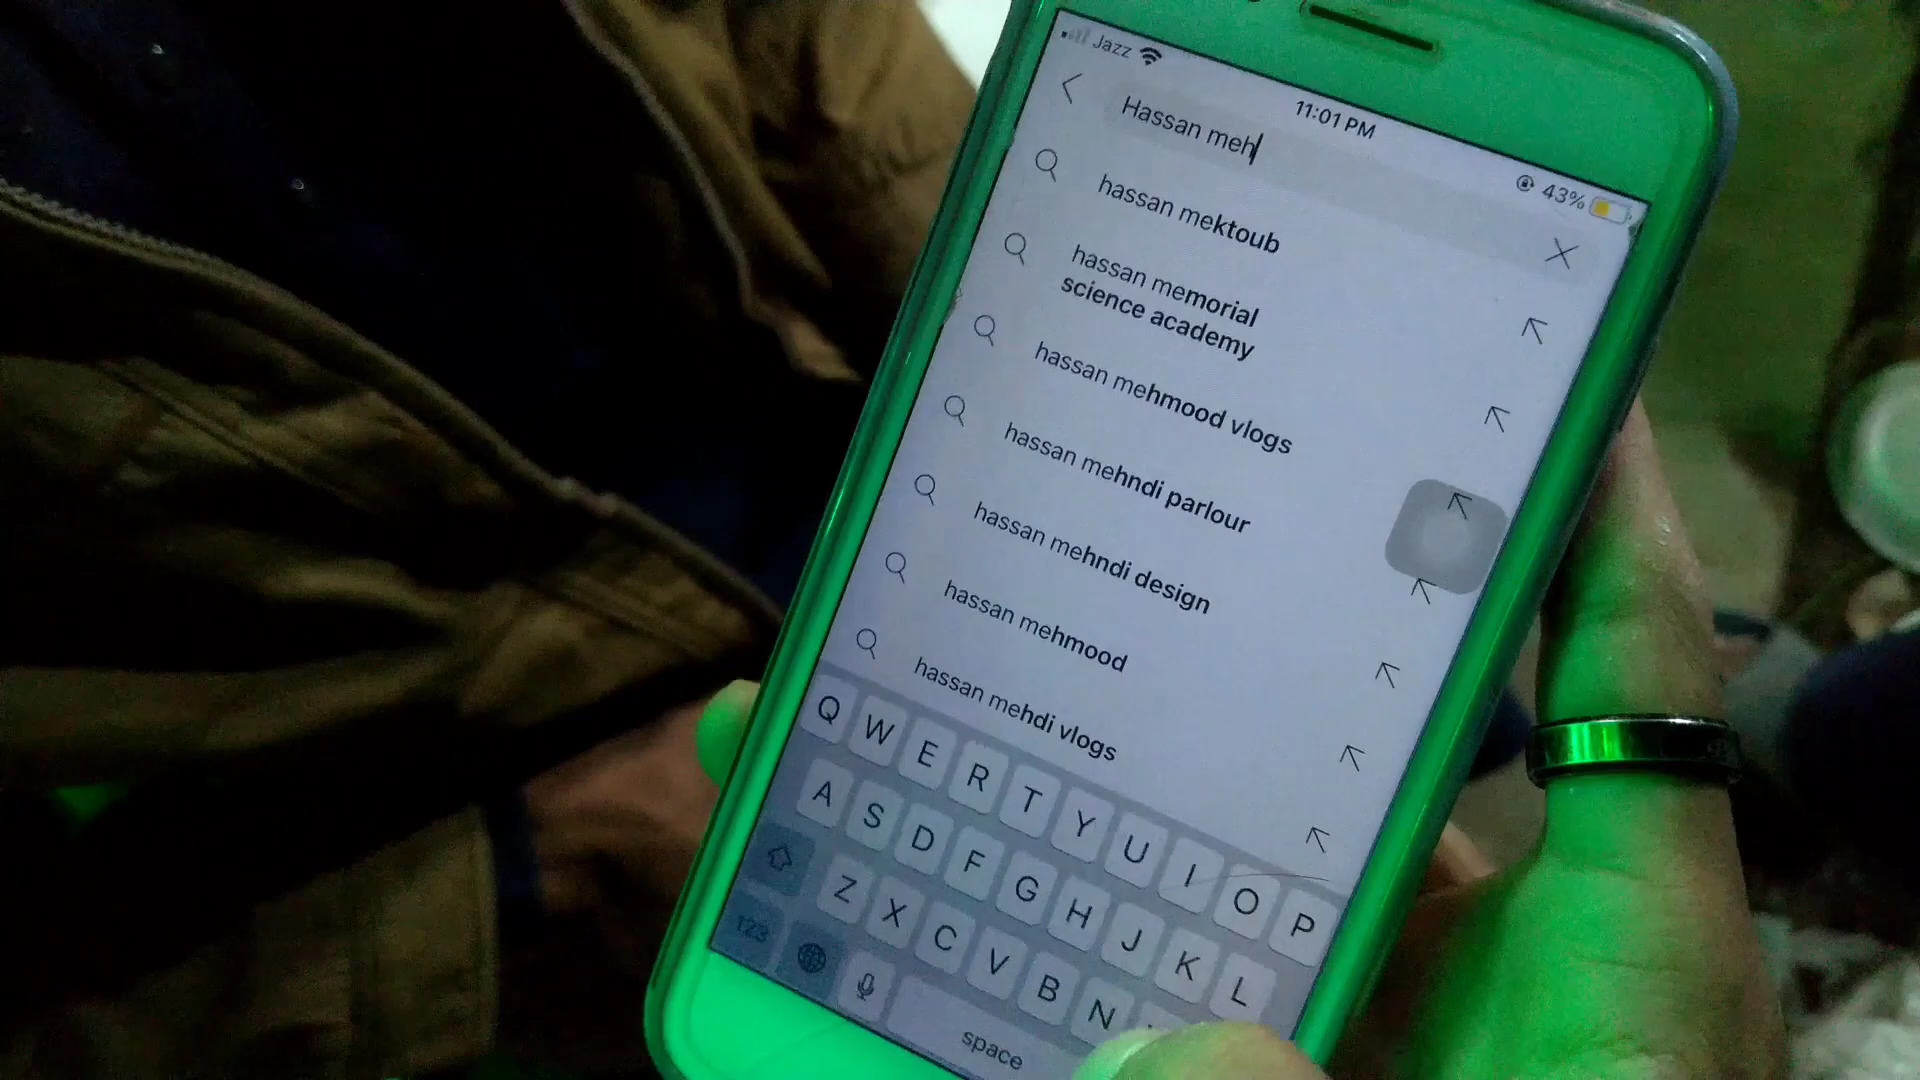 Jazz
11:01 PM
43%
Hassan meh
hassan mektoub
hassan memorial
science academy
hassan mehmood vlogs
hassan mehndi parlour
hassan mehndi design
hassan mehmood
hassan mehdi vlogs
Q W E R T Y U I O P
A S D F G H J K L
Z X C V B N
123
space